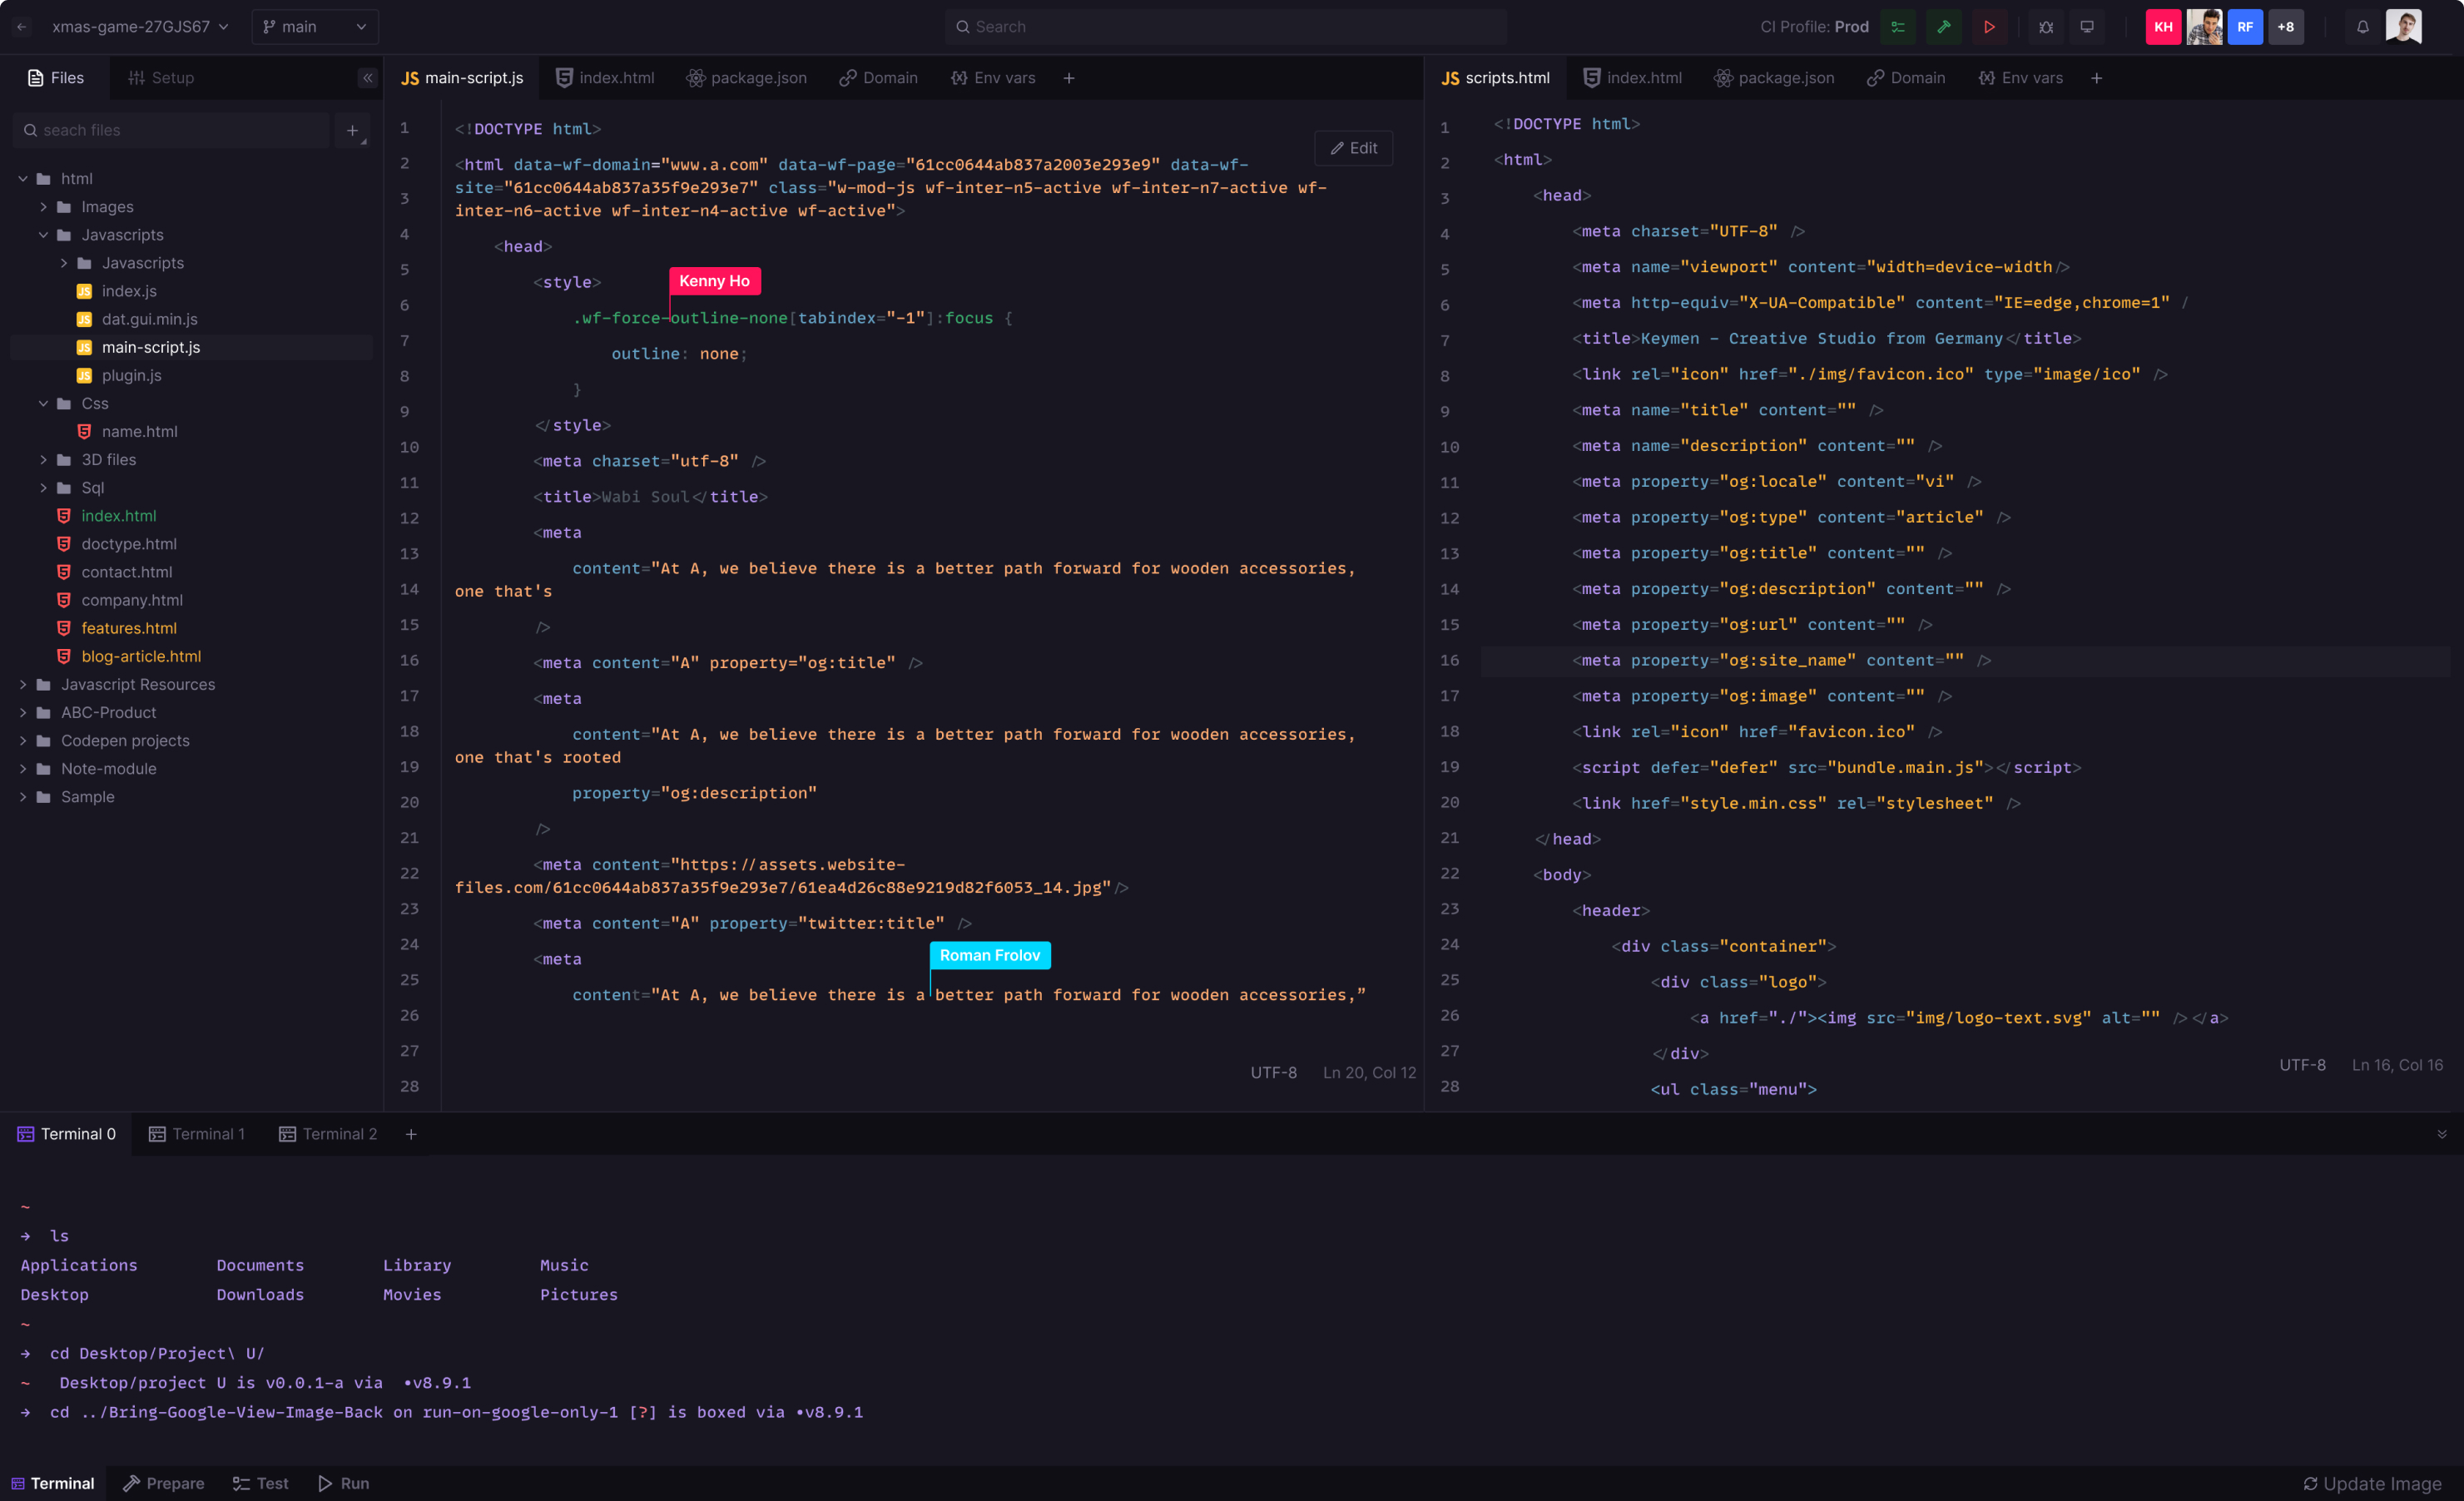 xmas-game-27GJS67
main
Search
CI Profile: Prod
KH
RF
+8
Files
Setup
seach files
html
Images
Javascripts
Javascripts
JS index.js
JS dat.gui.min.js
JS main-script.js
JS plugin.js
Css
name.html
3D files
Sql
index.html
doctype.html
contact.html
company.html
features.html
blog-article.html
Javascript Resources
ABC-Product
Codepen projects
Note-module
Sample
JS main-script.js
index.html
package.json
Domain
Env vars
1
2
3
4
5
6
7
8
9
10
11
12
13
14
15
16
17
18
19
20
21
22
23
24
25
26
27
28
<!DOCTYPE html>
<html data-wf-domain="www.a.com" data-wf-page="61cc0644ab837a2003e293e9" data-wf-
site="61cc0644ab837a35f9e293e7" class="w-mod-js wf-inter-n5-active wf-inter-n7-active wf-
inter-n6-active wf-inter-n4-active wf-active">
<head>
<style>
Kenny Ho
.wf-force-outline-none[tabindex="-1"]:focus {
outline: none;
}
</style>
<meta charset="utf-8" />
<title>Wabi Soul</title>
<meta
content="At A, we believe there is a better path forward for wooden accessories,
one that's
/>
<meta content="A" property="og:title" />
<meta
content="At A, we believe there is a better path forward for wooden accessories,
one that's rooted
property="og:description"
/>
<meta content="https://assets.website-
files.com/61cc0644ab837a35f9e293e7/61ea4d26c88e9219d82f6053_14.jpg"/>
<meta content="A" property="twitter:title" />
<meta
Roman Frolov
content="At A, we believe there is a better path forward for wooden accessories,”
Edit
UTF-8 Ln 20, Col 12
JS scripts.html
index.html
package.json
Domain
Env vars
1
2
3
4
5
6
7
8
9
10
11
12
13
14
15
16
17
18
19
20
21
22
23
24
25
26
27
28
<!DOCTYPE html>
<html>
<head>
<meta charset="UTF-8" />
<meta name="viewport" content="width=device-width/>
<meta http-equiv="X-UA-Compatible" content="IE=edge,chrome=1" /
<title>Keymen - Creative Studio from Germany</title>
<link rel="icon" href="./img/favicon.ico" type="image/ico" />
<meta name="title" content="" />
<meta name="description" content="" />
<meta property="og:locale" content="vi" />
<meta property="og:type" content="article" />
<meta property="og:title" content="" />
<meta property="og:description" content="" />
<meta property="og:url" content="" />
<meta property="og:site_name" content="" />
<meta property="og:image" content="" />
<link rel="icon" href="favicon.ico" />
<script defer="defer" src="bundle.main.js"></script>
<link href="style.min.css" rel="stylesheet" />
</head>
<body>
<header>
<div class="container">
<div class="logo">
<a href="./"><img src="img/logo-text.svg" alt="" /></a>
</div>
<ul class="menu">
UTF-8 Ln 16, Col 16
Terminal 0
Terminal 1
Terminal 2
~
→ ls
Applications Documents Library Music
Desktop Downloads Movies Pictures
~
→ cd Desktop/Project\ U/
~ Desktop/project U is v0.0.1-a via •v8.9.1
→ cd ../Bring-Google-View-Image-Back on run-on-google-only-1 [?] is boxed via •v8.9.1
Terminal
Prepare
Test
Run
Update Image